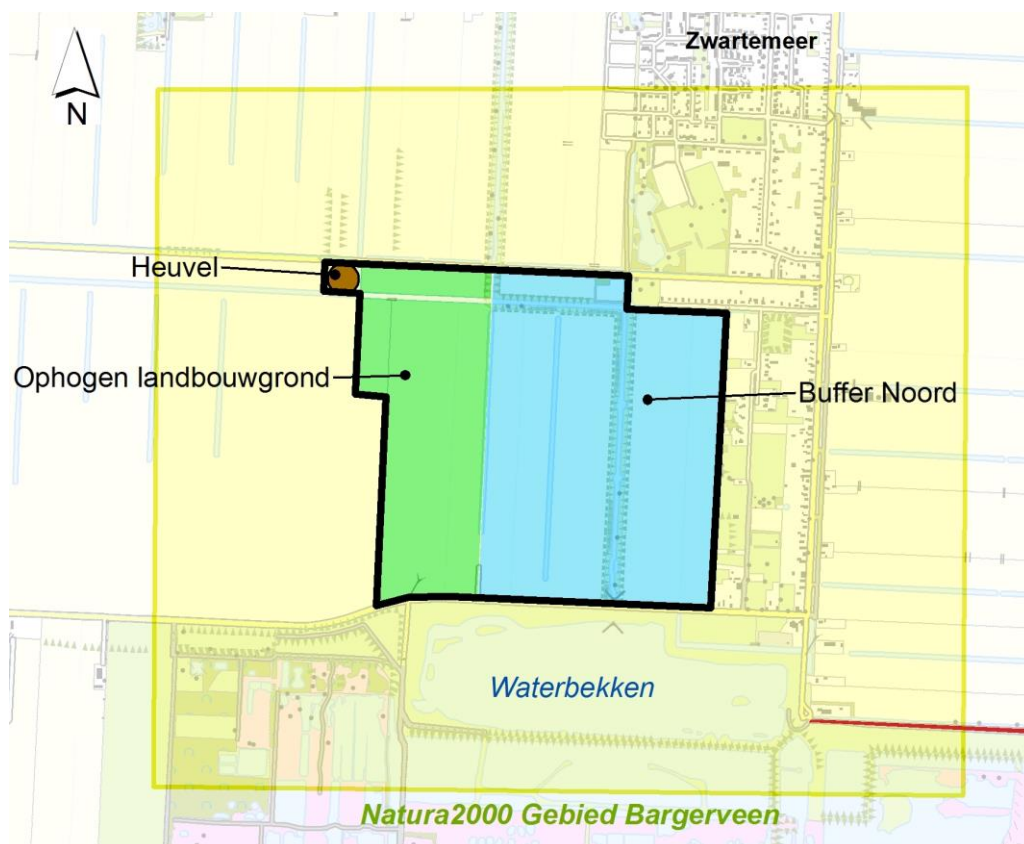 Zwartemeer
N
Heuvel
Ophogen landbouwgrond
Buffer Noord
Waterbekken
Natura2000 Gebied Bargerveen